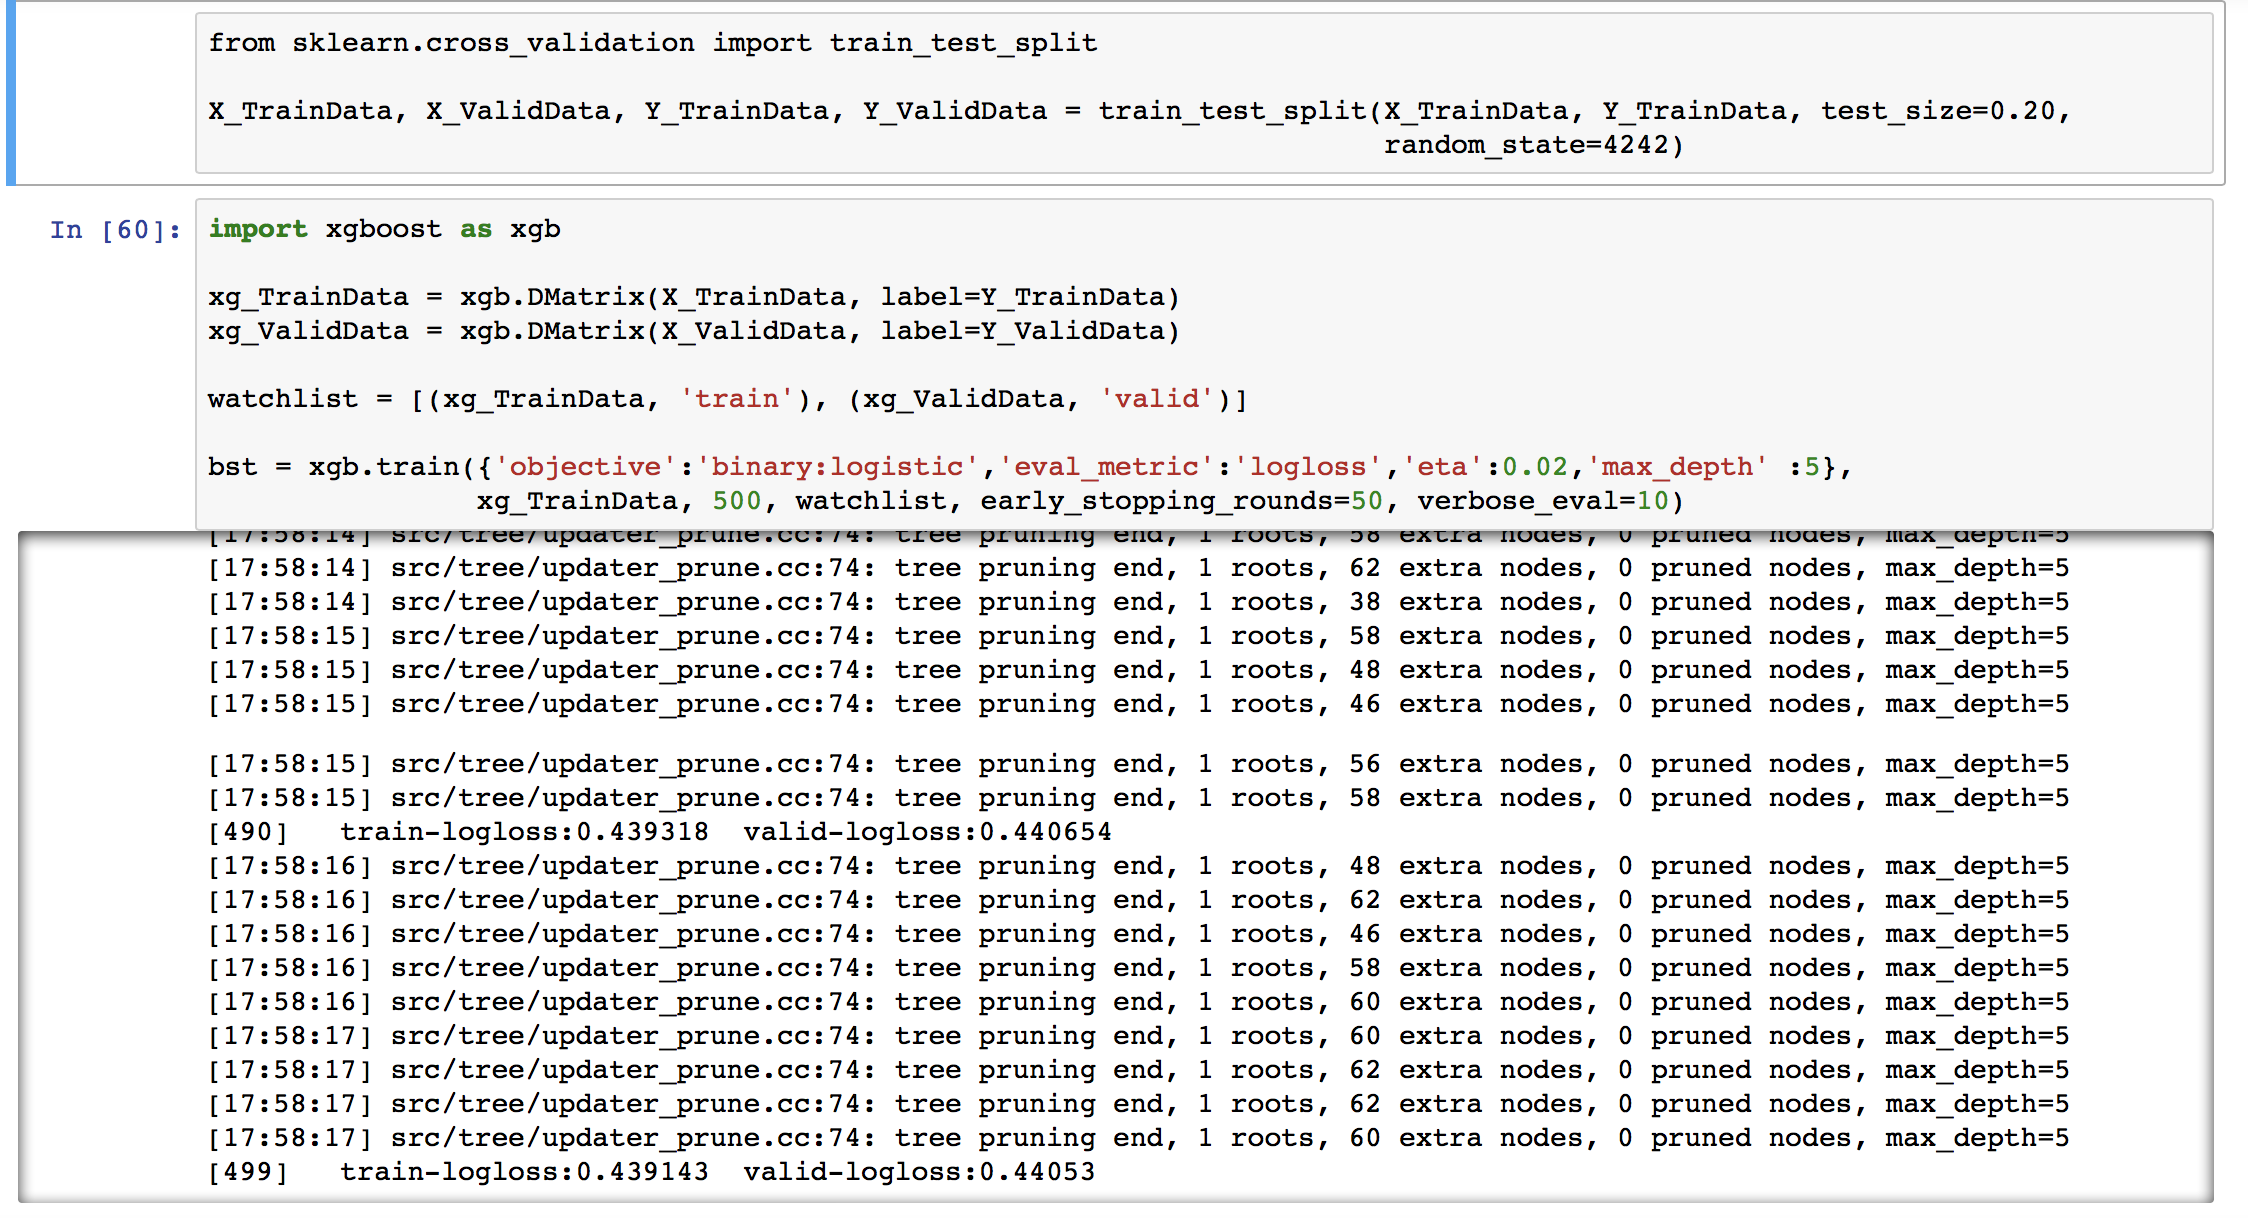 from sklearn.cross_validation import train_test_split
X_TrainData, X_ValidData, Y_TrainData, Y_ValidData = train_test_split(X_TrainData, Y_TrainData, test_size=0.20,
random_state=4242)
In [60]: import xgboost as xgb
xg_TrainData = xgb.DMatrix(X_TrainData, label=Y_TrainData)
xg_ValidData = xgb.DMatrix(X_ValidData, label=Y_ValidData)
watchlist = [(xg_TrainData, 'train'), (xg_ValidData, 'valid')]
bst = xgb.train({'objective':'binary:logistic','eval_metric':'logloss','eta':0.02,'max_depth' :5},
xg_TrainData, 500, watchlist, early_stopping_rounds=50, verbose_eval=10)
[17:58:14] src/tree/updater_prune.cc:74: tree pruning end, 1 roots, 58 extra nodes, 0 pruned nodes, max_depth=5
[17:58:14] src/tree/updater_prune.cc:74: tree pruning end, 1 roots, 62 extra nodes, 0 pruned nodes, max_depth=5
[17:58:14] src/tree/updater_prune.cc:74: tree pruning end, 1 roots, 38 extra nodes, 0 pruned nodes, max_depth=5
[17:58:15] src/tree/updater_prune.cc:74: tree pruning end, 1 roots, 58 extra nodes, 0 pruned nodes, max_depth=5
[17:58:15] src/tree/updater_prune.cc:74: tree pruning end, 1 roots, 48 extra nodes, 0 pruned nodes, max_depth=5
[17:58:15] src/tree/updater_prune.cc:74: tree pruning end, 1 roots, 46 extra nodes, 0 pruned nodes, max_depth=5
[17:58:15] src/tree/updater_prune.cc:74: tree pruning end, 1 roots, 56 extra nodes, 0 pruned nodes, max_depth=5
[17:58:15] src/tree/updater_prune.cc:74: tree pruning end, 1 roots, 58 extra nodes, 0 pruned nodes, max_depth=5
[490] train-logloss:0.439318 valid-logloss:0.440654
[17:58:16] src/tree/updater_prune.cc:74: tree pruning end, 1 roots, 48 extra nodes, 0 pruned nodes, max_depth=5
[17:58:16] src/tree/updater_prune.cc:74: tree pruning end, 1 roots, 62 extra nodes, 0 pruned nodes, max_depth=5
[17:58:16] src/tree/updater_prune.cc:74: tree pruning end, 1 roots, 46 extra nodes, 0 pruned nodes, max_depth=5
[17:58:16] src/tree/updater_prune.cc:74: tree pruning end, 1 roots, 58 extra nodes, 0 pruned nodes, max_depth=5
[17:58:16] src/tree/updater_prune.cc:74: tree pruning end, 1 roots, 60 extra nodes, 0 pruned nodes, max_depth=5
[17:58:17] src/tree/updater_prune.cc:74: tree pruning end, 1 roots, 60 extra nodes, 0 pruned nodes, max_depth=5
[17:58:17] src/tree/updater_prune.cc:74: tree pruning end, 1 roots, 62 extra nodes, 0 pruned nodes, max_depth=5
[17:58:17] src/tree/updater_prune.cc:74: tree pruning end, 1 roots, 62 extra nodes, 0 pruned nodes, max_depth=5
[17:58:17] src/tree/updater_prune.cc:74: tree pruning end, 1 roots, 60 extra nodes, 0 pruned nodes, max_depth=5
[499] train-logloss:0.439143 valid-logloss:0.44053